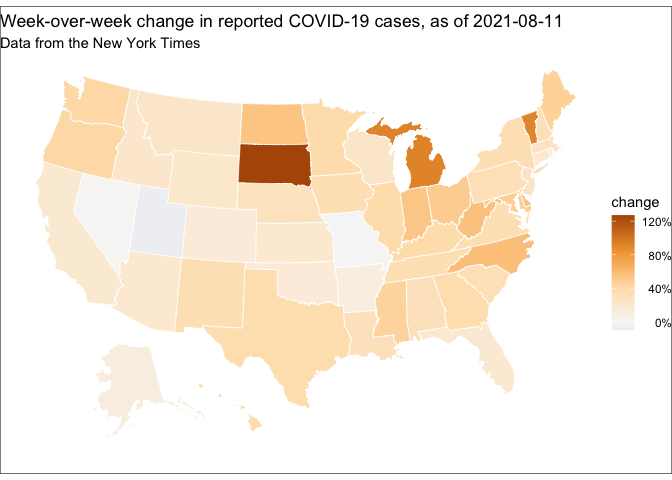 Week-over-week change in reported COVID-19 cases, as of 2021-08-11
Data from the New York Times
change
120%
80%
40%
0%